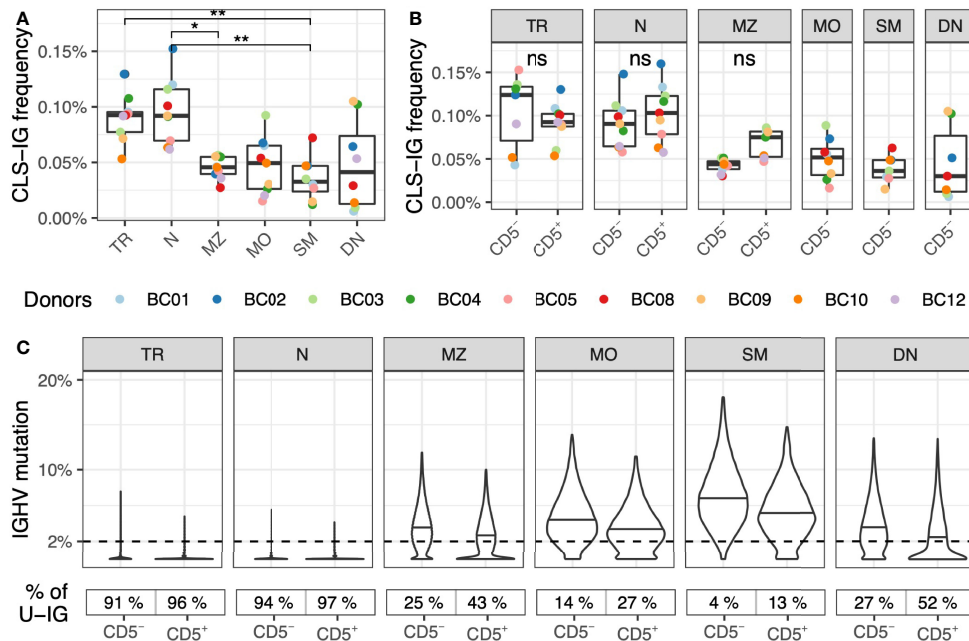 A
CLS–IG frequency
0.15%
0.10%
0.05%
0.00%
**
*
**
TR N MZ MO SM DN
B
CLS–IG frequency
0.15%
0.10%
0.05%
0.00%
TR N MZ MO SM DN
ns ns ns
CD5⁻ CD5⁺ CD5⁻ CD5⁺ CD5⁻ CD5⁺ CD5⁻ CD5⁻ CD5⁻
Donors BC01 BC02 BC03 BC04 BC05 BC08 BC09 BC10 BC12
C
TR N MZ MO SM DN
IGHV mutation
20%
10%
2%
% of
U–IG
91 % 96 % 94 % 97 % 25 % 43 % 14 % 27 % 4 % 13 % 27 % 52 %
CD5⁻ CD5⁺ CD5⁻ CD5⁺ CD5⁻ CD5⁺ CD5⁻ CD5⁺ CD5⁻ CD5⁺ CD5⁻ CD5⁺